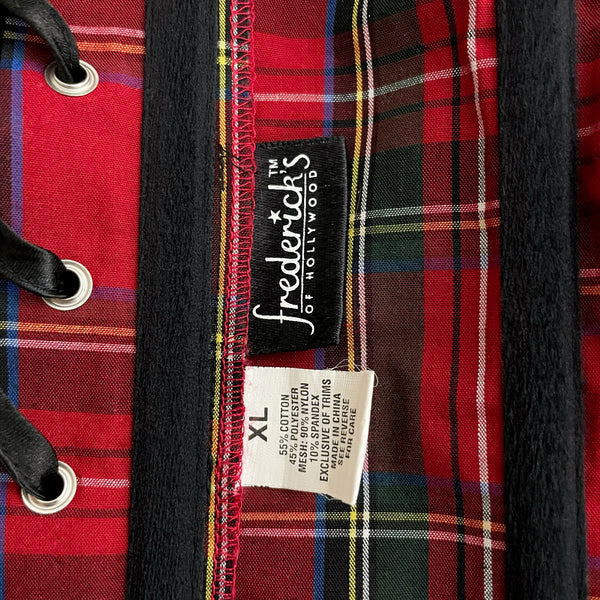 frederick's™
OF HOLLYWOOD
XL
55% COTTON
45% POLYESTER
MESH: 90% NYLON
10% SPANDEX
EXCLUSIVE OF TRIMS
MADE IN CHINA
SEE REVERSE
FOR CARE